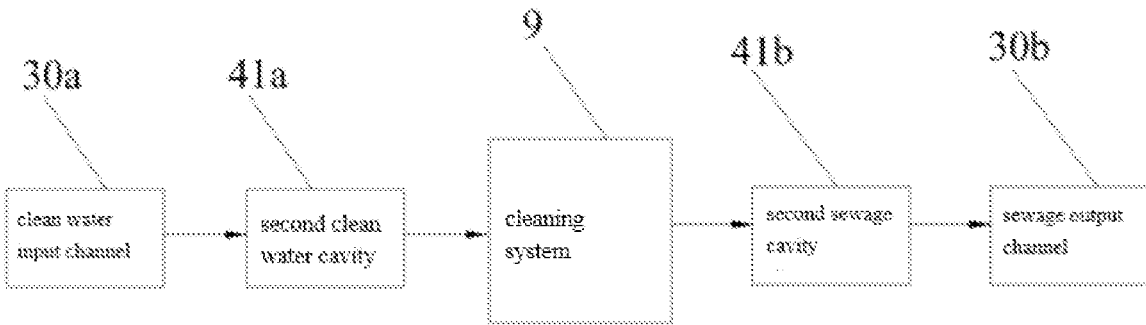 30a
41a
9
41b
30b
clean water
input channel
second clean
water cavity
cleaning
system
second sewage
cavity
sewage output
channel